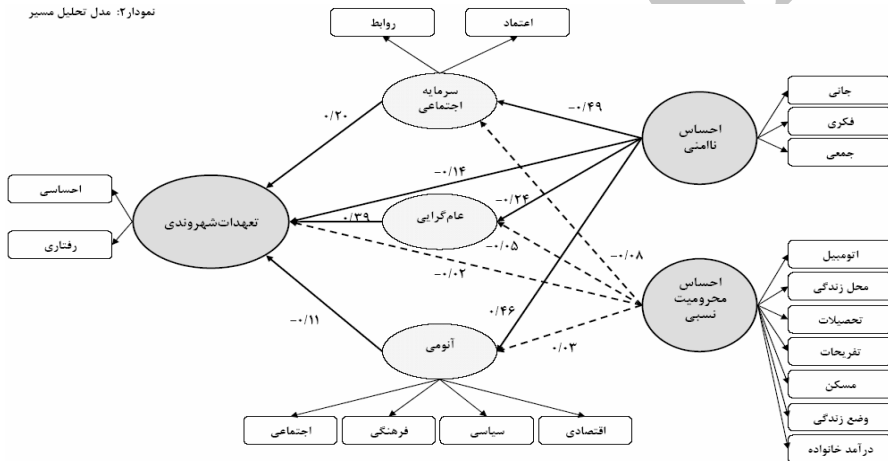 نمودار۲: مدل تحلیل مسیر
اعتماد
روابط
سرمایه
اجتماعی
احساس
ناامنی
جانی
فکری
جمعی
-۰/۴۹
۰/۲۰
-۰/۱۴
-۰/۲۴
احساسی
رفتاری
تعهدات‌شهروندی
۰/۳۹
عام‌گرایی
-۰/۰۵
-۰/۰۸
-۰/۰۲
احساس
محرومیت
نسبی
اتومبیل
محل زندگی
تحصیلات
تفریحات
مسکن
وضع زندگی
درآمد خانواده
۰/۴۶
-۰/۱۱
۰/۰۳
آنومی
اقتصادی
سیاسی
فرهنگی
اجتماعی